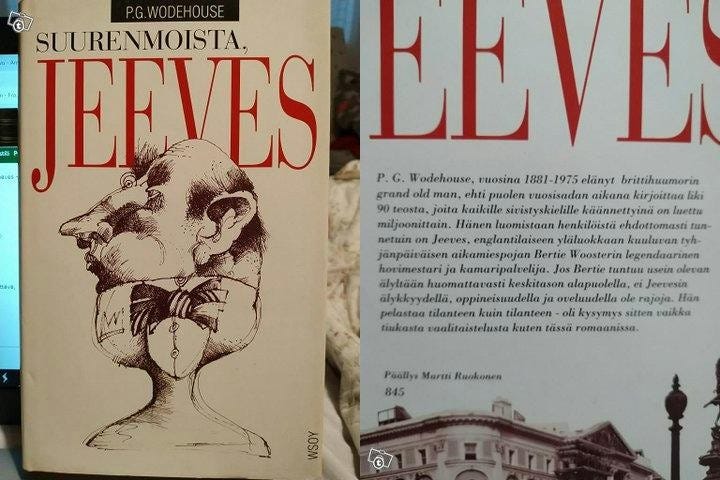 P.G.WODEHOUSE
SUURENMOISTA,
JEEVES
WSOY
EEVES
P. G. Wodehouse, vuosina 1881-1975 elänyt brittihuumorin
grand old man, ehti puolen vuosisadan aikana kirjoittaa liki
90 teosta, joita kaikille sivistyskielille käännettyinä on luettu
miljoonittain. Hänen luomistaan henkilöistä ehdottomasti tun-
netuin on Jeeves, englantilaiseen yläluokkaan kuuluvan tyh-
jänpäiväisen aikamiespojan Bertie Woosterin legendaarinen
hovimestari ja kamaripalvelija. Jos Bertie tuntuu usein olevan
älyltään huomattavasti keskitason alapuolella, ei Jeevesin
älykkyydellä, oppineisuudella ja oveluudella ole rajoja. Hän
pelastaa tilanteen kuin tilanteen - oli kysymys sitten vaikka
tiukasta vaalitaistelusta kuten tässä romaanissa.
Päällys Martti Ruokonen
845